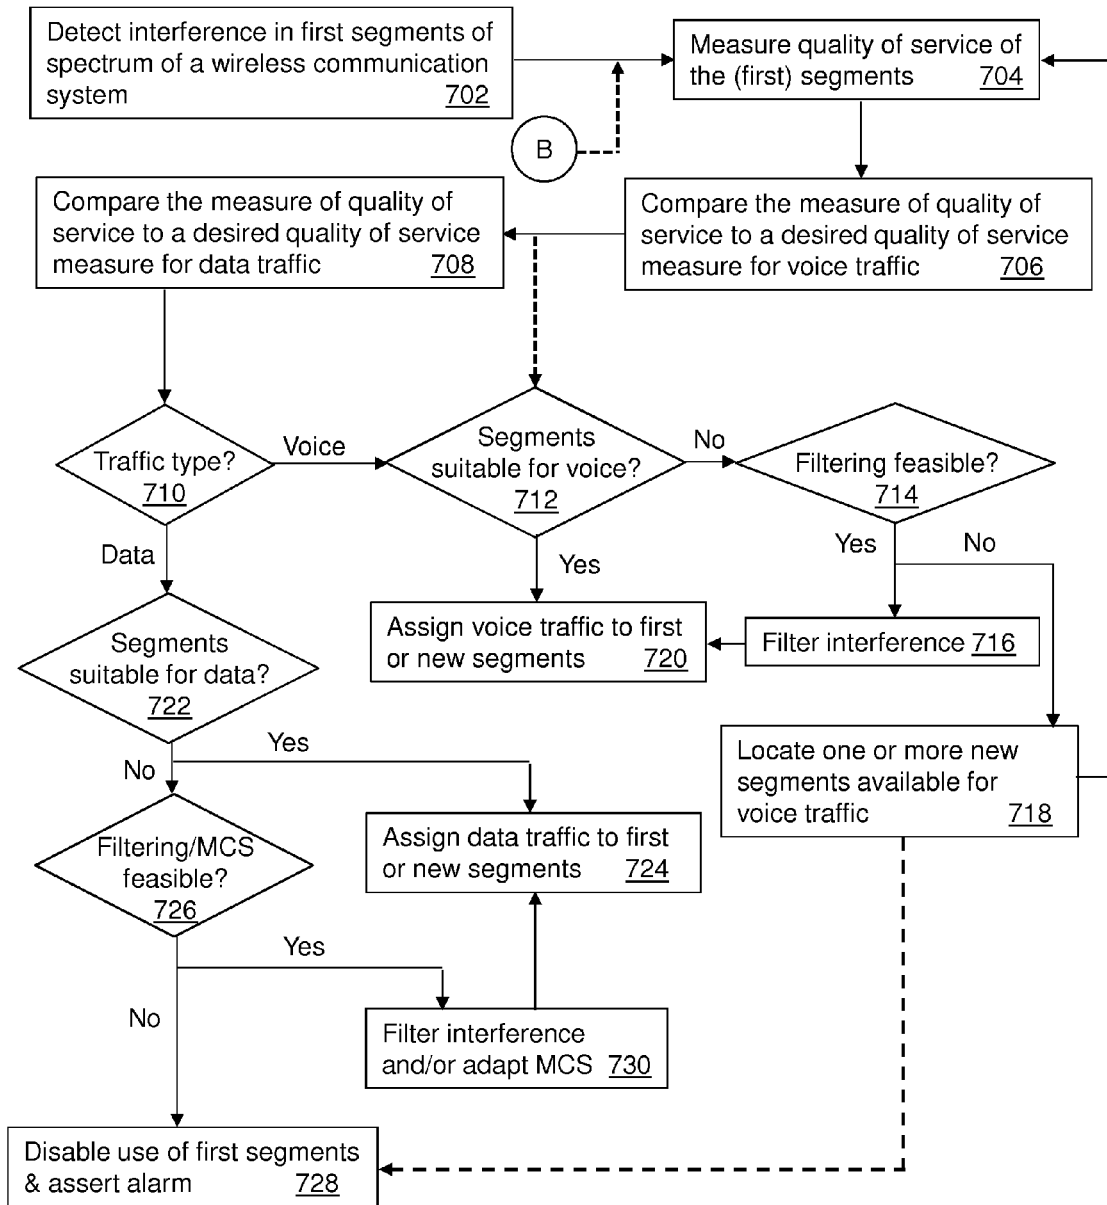 Detect interference in first segments of
spectrum of a wireless communication
system 702
Measure quality of service of
the (first) segments 704
B
Compare the measure of quality of
service to a desired quality of service
measure for data traffic 708
Compare the measure of quality of
service to a desired quality of service
measure for voice traffic 706
Traffic type?
710
Voice
Segments
suitable for voice?
712
No
Filtering feasible?
714
Data
Yes
Yes
No
Assign voice traffic to first
or new segments 720
Filter interference 716
Segments
suitable for data?
722
Yes
No
Locate one or more new
segments available for
voice traffic 718
Filtering/MCS
feasible?
726
Assign data traffic to first
or new segments 724
Yes
No
Filter interference
and/or adapt MCS 730
Disable use of first segments
& assert alarm 728